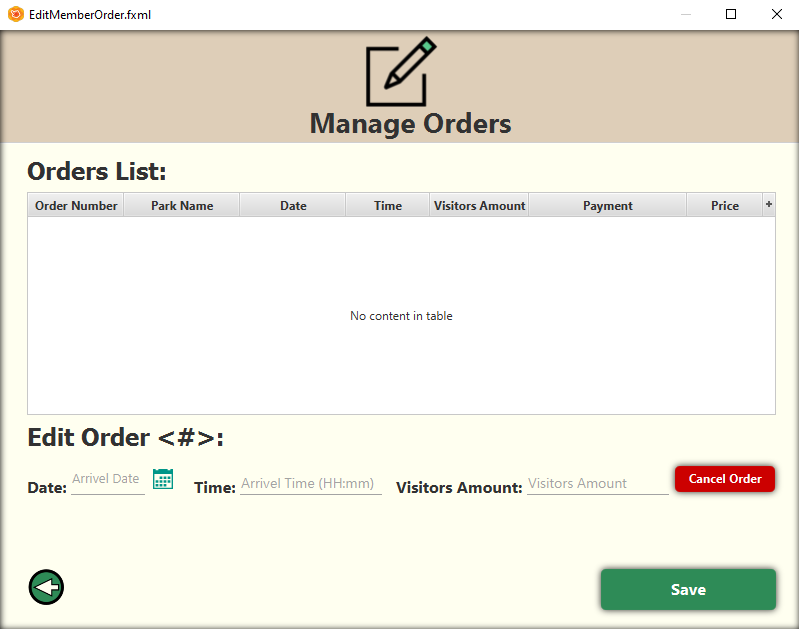 EditMemberOrder.fxml
Manage Orders
Orders List:
Order Number Park Name Date Time Visitors Amount Payment Price +
No content in table
Edit Order <#>:
Date: Arrivel Date Time: Arrivel Time (HH:mm) Visitors Amount: Visitors Amount Cancel Order
Save